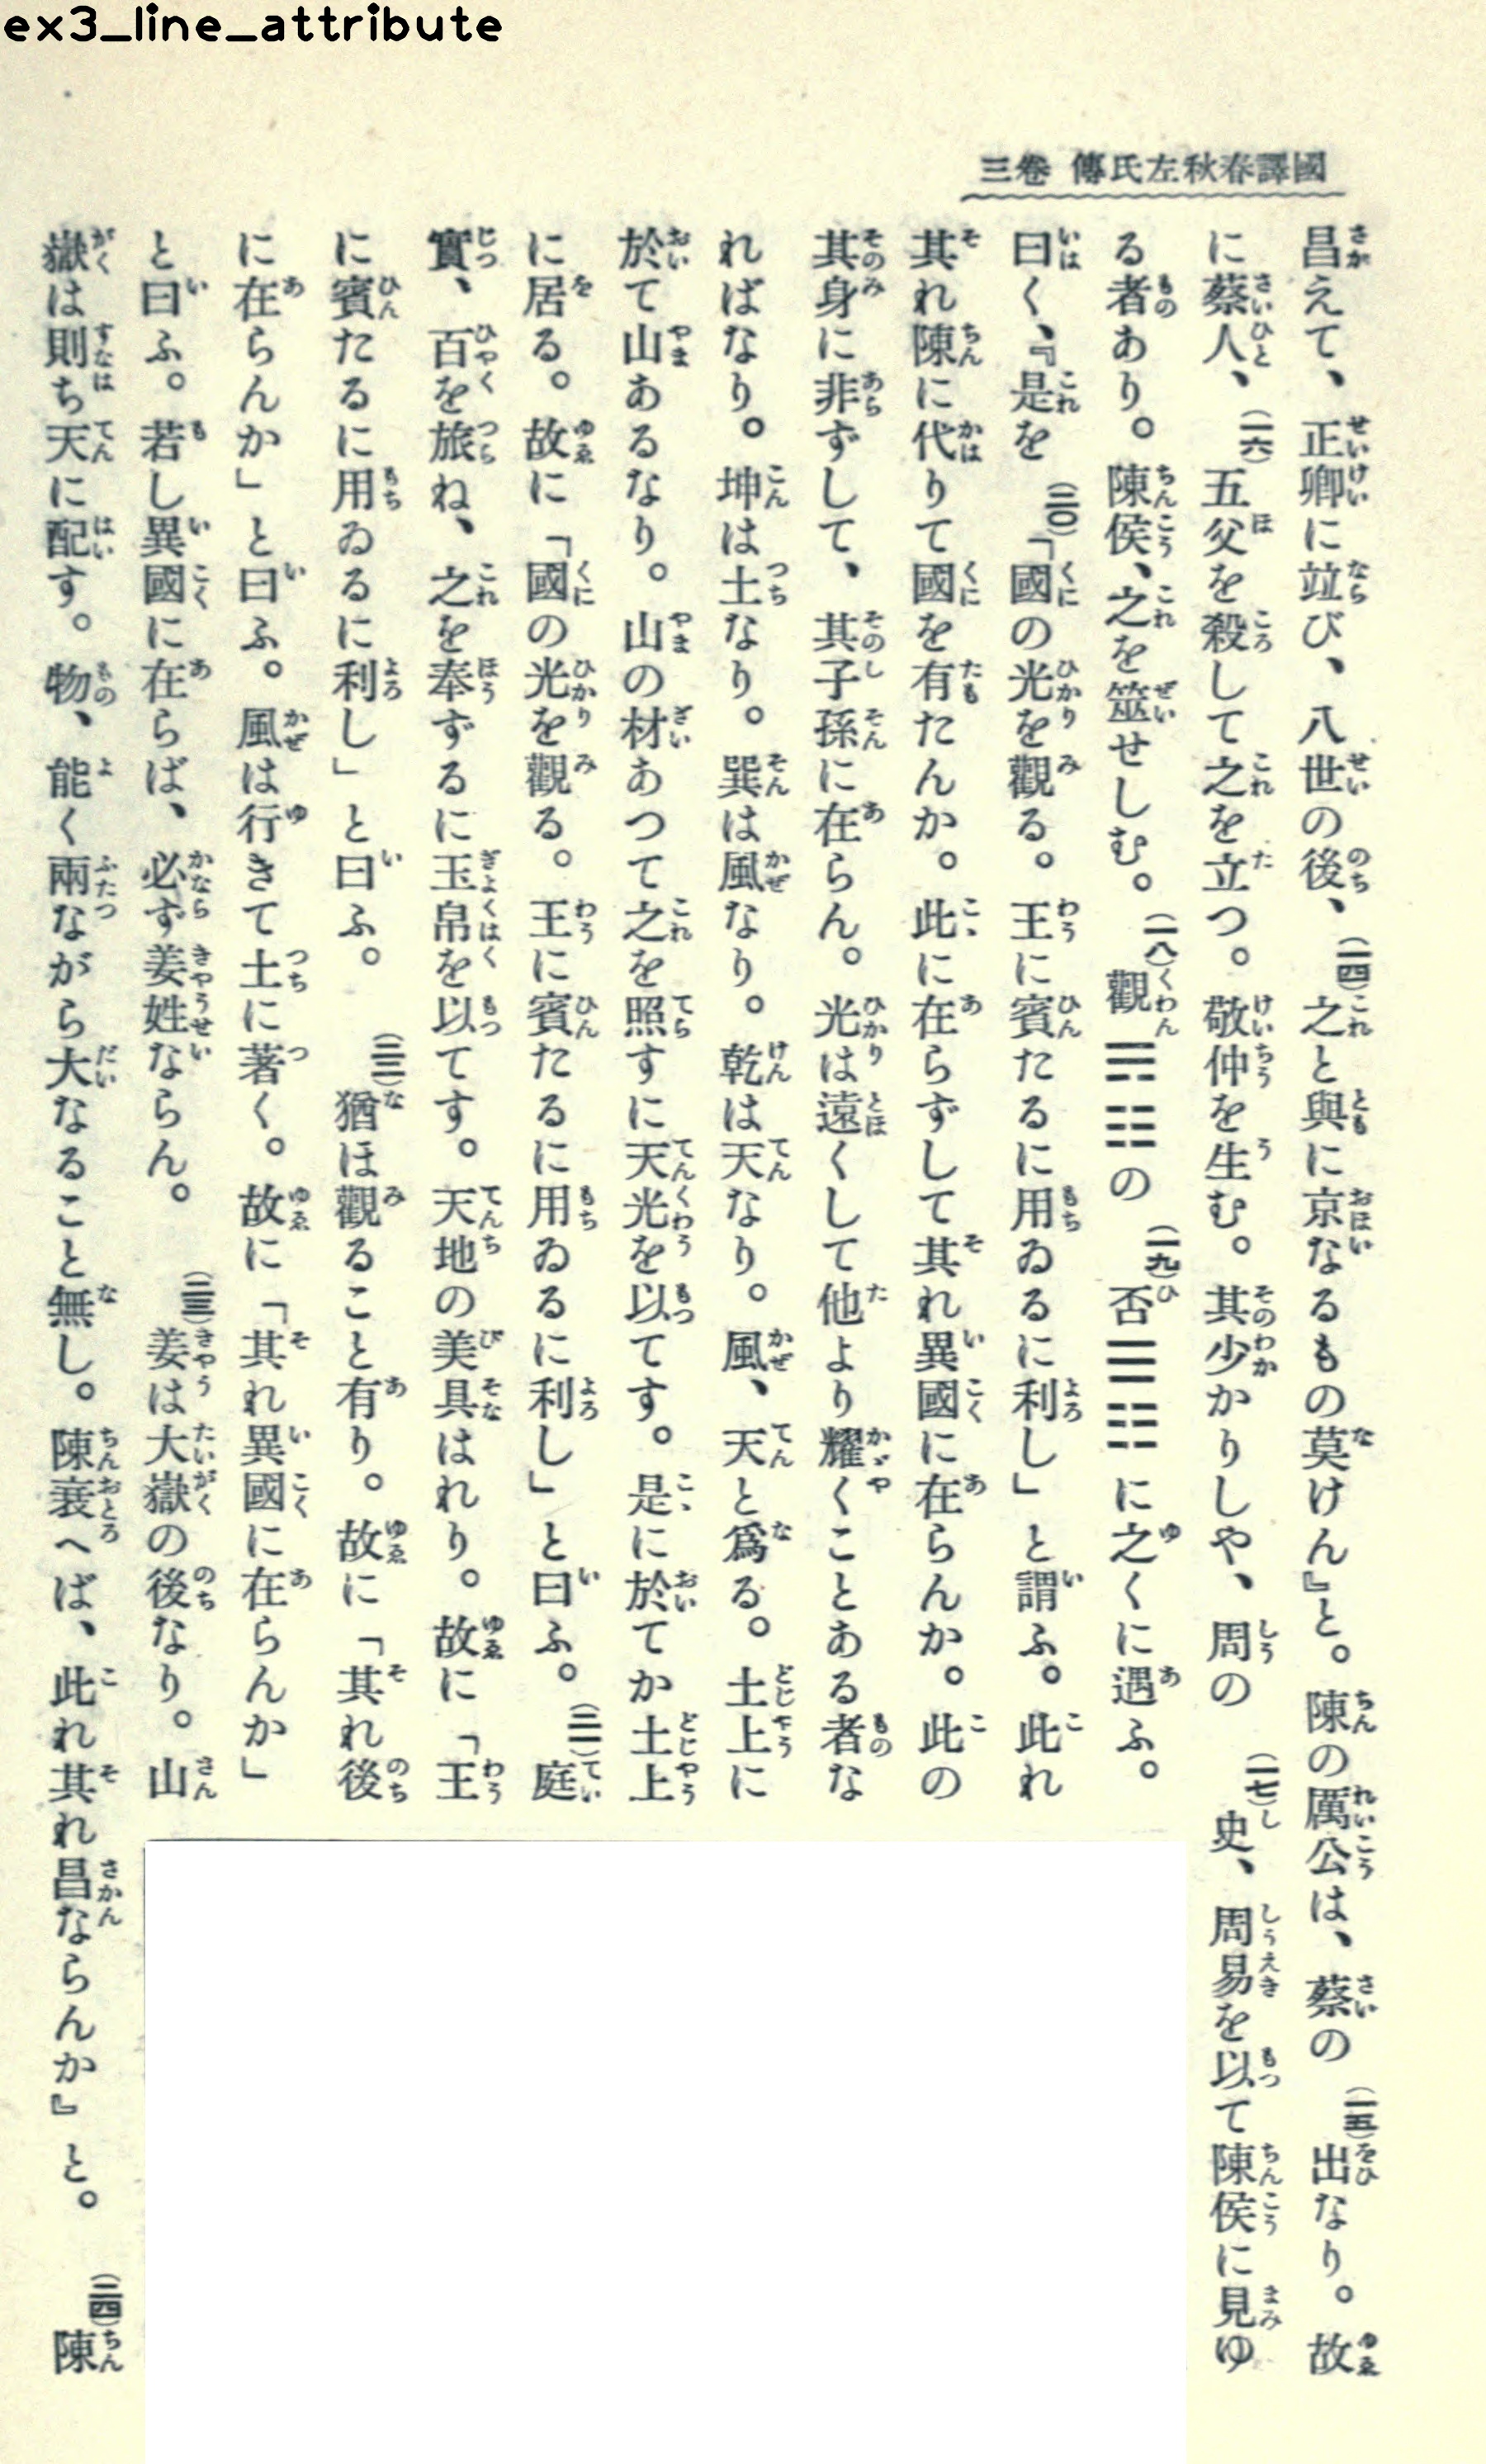 ex3_line_attribute
國譯春秋左氏傳 卷三
昌えて、正卿に竝び、八世の後、(一四)之と與に京なるもの莫けん』と。陳の厲公は、蔡の(一五)出なり。故
に蔡人、(一六)五父を殺して之を立つ。敬仲を生む。其少かりしや、周の(一七)史、周易を以て陳侯に見ゆ
る者あり。陳侯、之を筮せしむ。(一八)觀☴☷の(一九)否☰☷に之くに遇ふ。
曰く、『是を(二〇)「國の光を觀る。王に賓たるに用ゐるに利し」と謂ふ。此れ
其れ陳に代りて國を有たんか。此に在らずして其れ異國に在らんか。此の
其身に非ずして、其子孫に在らん。光は遠くして他より耀くことある者な
ればなり。坤は土なり。巽は風なり。乾は天なり。風、天と爲る。土上に
於て山あるなり。山の材あつて之を照すに天光を以てす。是に於てか土上
に居る。故に「國の光を觀る。王に賓たるに用ゐるに利し」と曰ふ。(二一)庭
實、百を旅ね、之を奉ずるに玉帛を以てす。天地の美具はれり。故に「王
に賓たるに用ゐるに利し」と曰ふ。(二二)猶ほ觀ること有り。故に「其れ後
に在らんか」と曰ふ。風は行きて土に著く。故に「其れ異國に在らんか」
と曰ふ。若し異國に在らば、必ず姜姓ならん。(二三)姜は大嶽の後なり。山
嶽は則ち天に配す。物、能く兩ながら大なること無し。陳衰へば、此れ其れ昌ならんか』と。(二四)陳